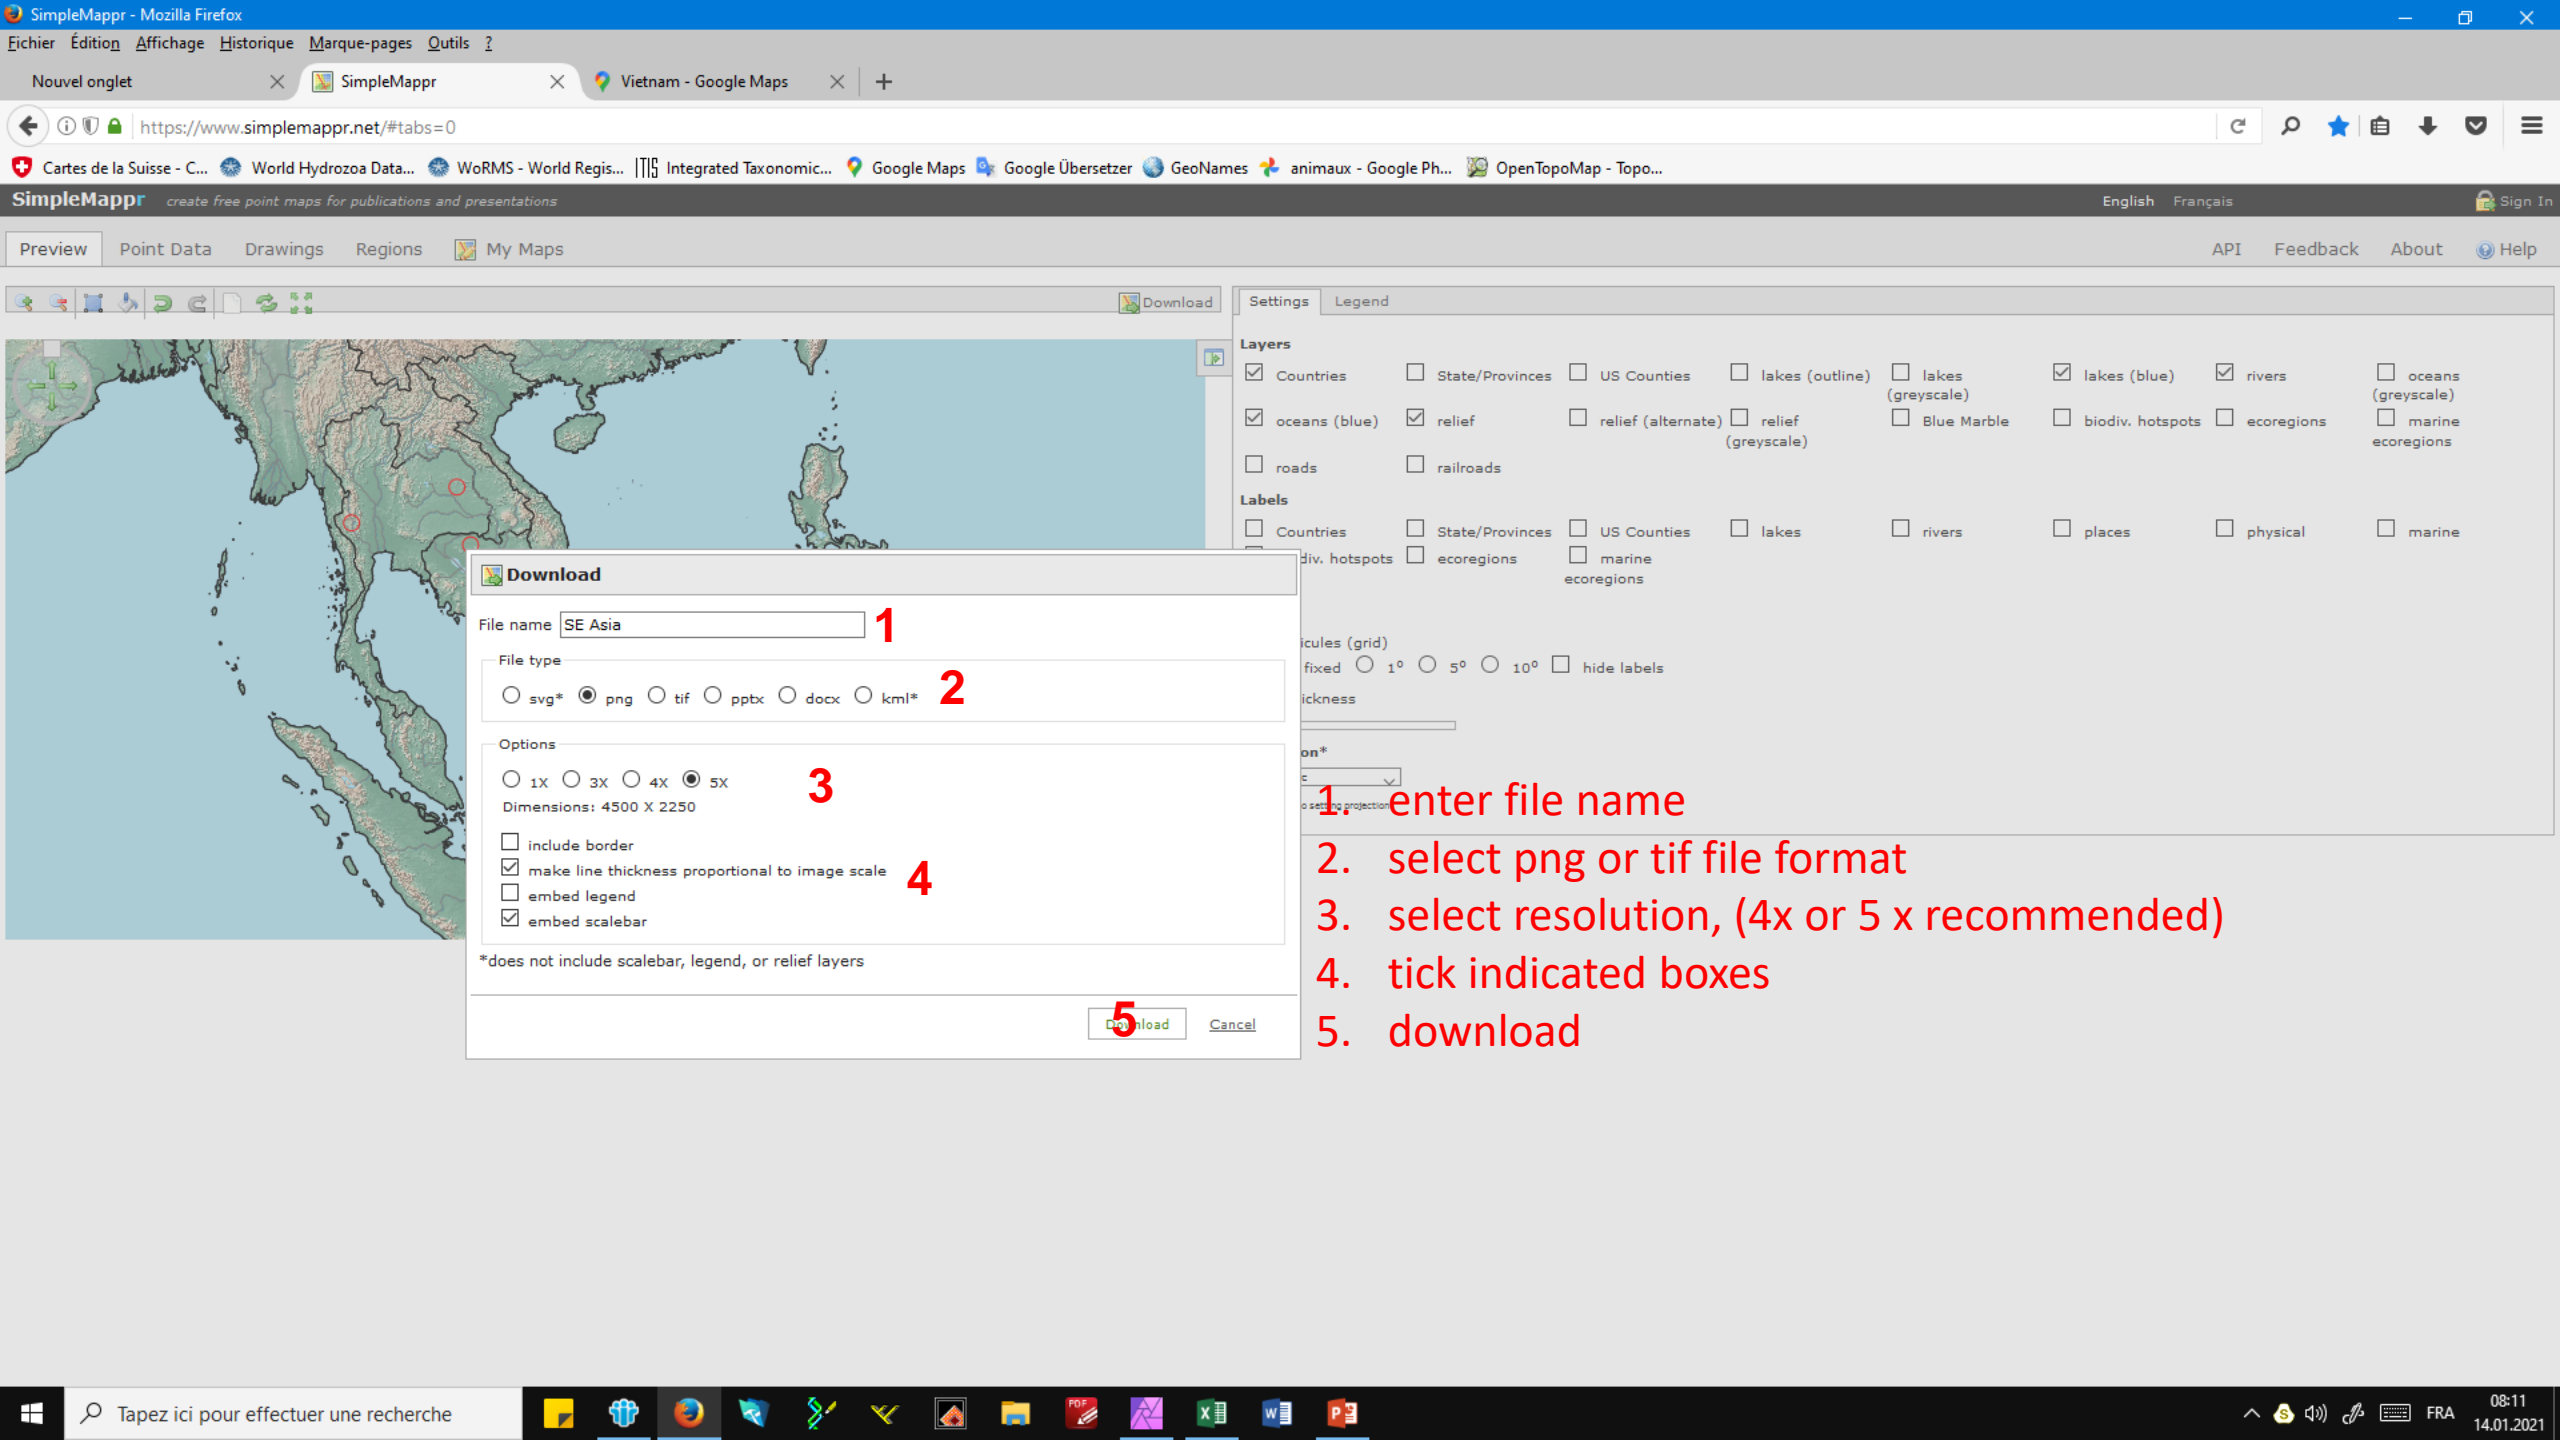 SimpleMappr - Mozilla Firefox
Fichier Édition Affichage Historique Marque-pages Outils ?
Nouvel onglet SimpleMappr Vietnam - Google Maps
https://www.simplemappr.net/#tabs=0
Cartes de la Suisse - C... World Hydrozoa Data... WoRMS - World Regis... ITIS Integrated Taxonomic... Google Maps Google Übersetzer GeoNames animaux - Google Ph... OpenTopoMap - Topo...
SimpleMappr create free point maps for publications and presentations English Français Sign In
Preview Point Data Drawings Regions My Maps API Feedback About Help
Download Settings Legend
Layers
Countries State/Provinces US Counties lakes (outline) lakes (greyscale) lakes (blue) rivers oceans (greyscale)
oceans (blue) relief relief (alternate) relief (greyscale) Blue Marble biodiv. hotspots ecoregions marine ecoregions
roads railroads
Labels
Countries State/Provinces US Counties lakes rivers places physical marine
div. hotspots ecoregions marine ecoregions
Download
File name SE Asia 1
File type
svg* png tif pptx docx kml* 2
Options
1X 3X 4X 5X 3
Dimensions: 4500 X 2250
include border
make line thickness proportional to image scale 4
embed legend
embed scalebar
*does not include scalebar, legend, or relief layers
Download 5 Cancel
icules (grid)
fixed 1° 5° 10° hide labels
ickness
on*
c
o setting projection
1. enter file name
2. select png or tif file format
3. select resolution, (4x or 5 x recommended)
4. tick indicated boxes
5. download
Tapez ici pour effectuer une recherche
FRA
08:11
14.01.2021